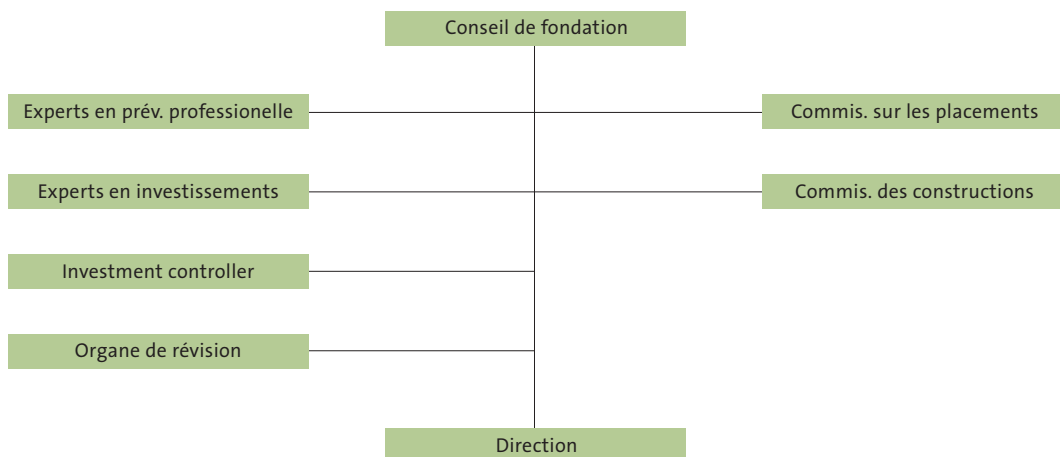 Conseil de fondation
Experts en prév. professionelle
Commis. sur les placements
Experts en investissements
Commis. des constructions
Investment controller
Organe de révision
Direction